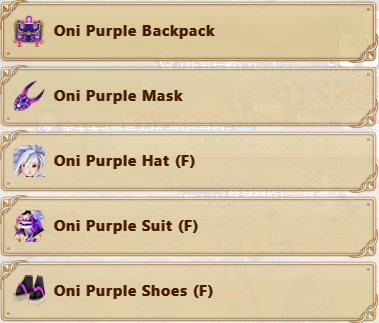 Oni Purple Backpack
Oni Purple Mask
Oni Purple Hat (F)
Oni Purple Suit (F)
Oni Purple Shoes (F)